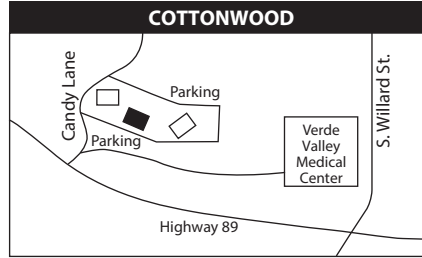 COTTONWOOD
Candy Lane
Parking
Parking
S. Willard St.
Verde
Valley
Medical
Center
Highway 89